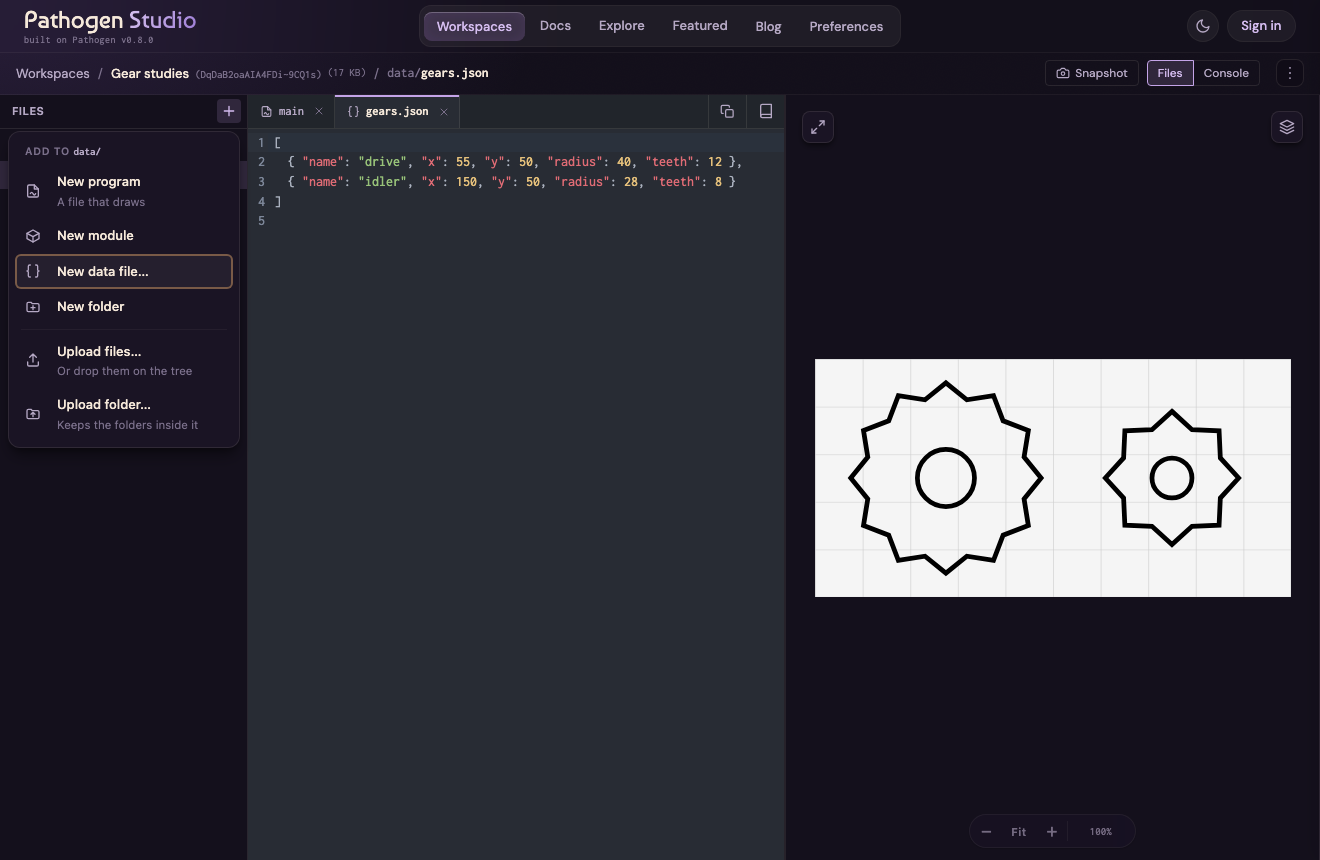 Pathogen Studio
built on Pathogen v0.8.0
Workspaces
Docs
Explore
Featured
Blog
Preferences
Sign in
Workspaces / Gear studies (DqDaB2oaAIA4FDi-9CQ1s) (17 KB) / data/gears.json
Snapshot
Files
Console
FILES
main
{} gears.json
ADD TO data/
New program
A file that draws
New module
New data file...
New folder
Upload files...
Or drop them on the tree
Upload folder...
Keeps the folders inside it
1 [
2 { "name": "drive", "x": 55, "y": 50, "radius": 40, "teeth": 12 },
3 { "name": "idler", "x": 150, "y": 50, "radius": 28, "teeth": 8 }
4 ]
5
Fit
100%